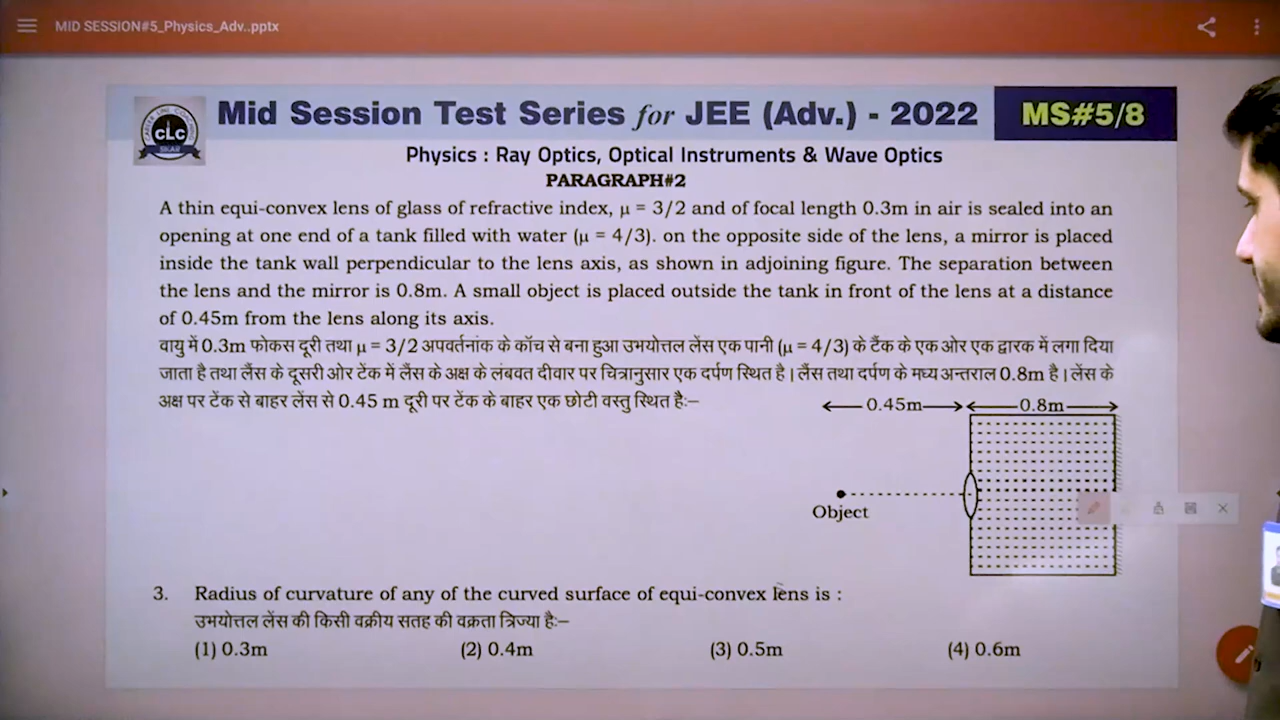 MID SESSION#5_Physics_Adv..pptx
CLC
SIKAR
Mid Session Test Series for JEE (Adv.) - 2022
MS#5/8
Physics : Ray Optics, Optical Instruments & Wave Optics
PARAGRAPH#2
A thin equi-convex lens of glass of refractive index, μ = 3/2 and of focal length 0.3m in air is sealed into an
opening at one end of a tank filled with water (μ = 4/3). on the opposite side of the lens, a mirror is placed
inside the tank wall perpendicular to the lens axis, as shown in adjoining figure. The separation between
the lens and the mirror is 0.8m. A small object is placed outside the tank in front of the lens at a distance
of 0.45m from the lens along its axis.
वायु में 0.3m फोकस दूरी तथा μ = 3/2 अपवर्तनांक के काँच से बना हुआ उभयोत्तल लेंस एक पानी (μ = 4/3) के टैंक के एक ओर एक द्वारक में लगा दिया
जाता है तथा लैंस के दूसरी ओर टेंक में लैंस के अक्ष के लंबवत दीवार पर चित्रानुसार एक दर्पण स्थित है। लैंस तथा दर्पण के मध्य अन्तराल 0.8m है। लेंस के
अक्ष पर टेंक से बाहर लेंस से 0.45 m दूरी पर टेंक के बाहर एक छोटी वस्तु स्थित है:–
0.45m 0.8m
Object
3. Radius of curvature of any of the curved surface of equi-convex lens is :
उभयोत्तल लेंस की किसी वक्रीय सतह की वक्रता त्रिज्या है:–
(1) 0.3m (2) 0.4m (3) 0.5m (4) 0.6m